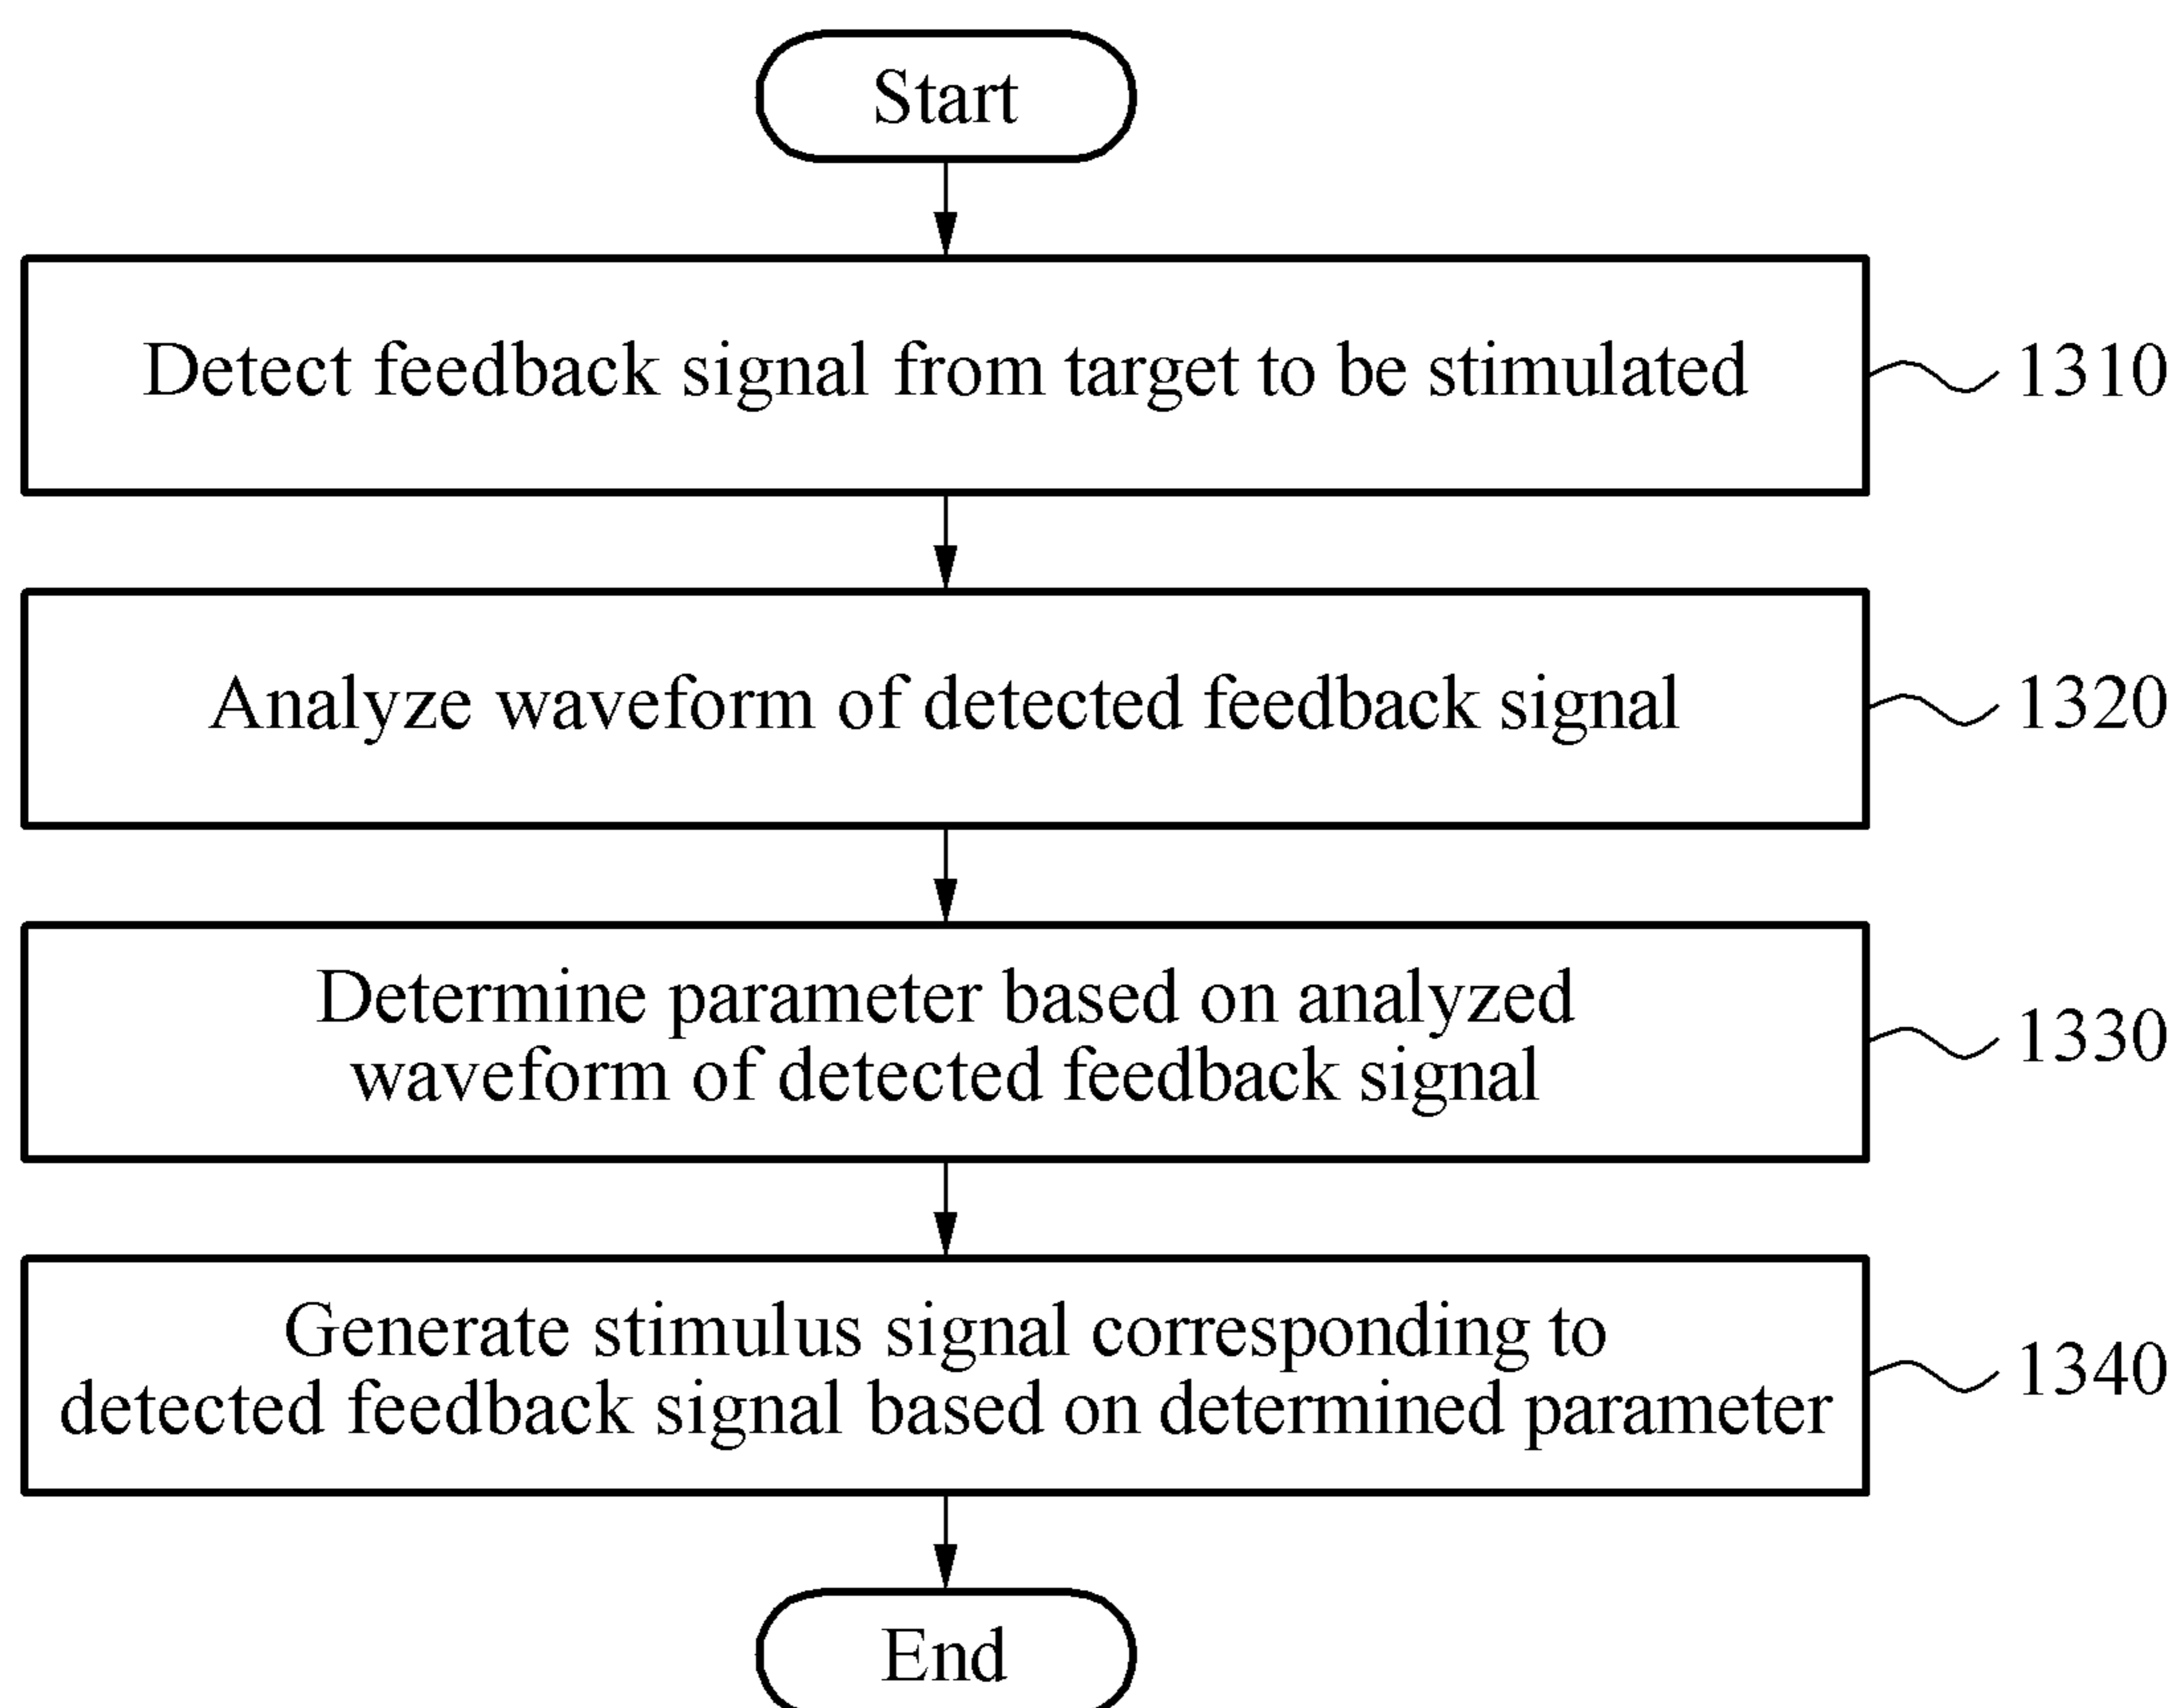 Start
Detect feedback signal from target to be stimulated
1310
Analyze waveform of detected feedback signal
1320
Determine parameter based on analyzed
waveform of detected feedback signal
1330
Generate stimulus signal corresponding to
detected feedback signal based on determined parameter
1340
End